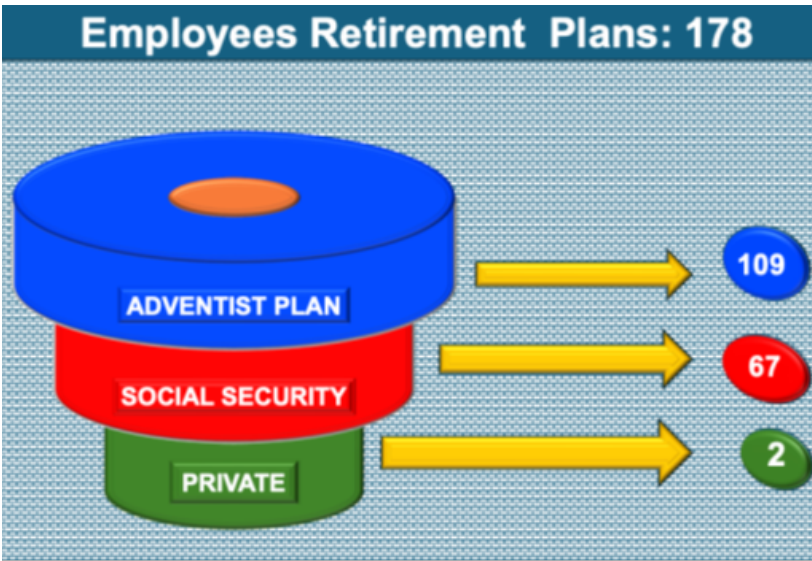 Employees Retirement Plans: 178
ADVENTIST PLAN
109
SOCIAL SECURITY
67
PRIVATE
2